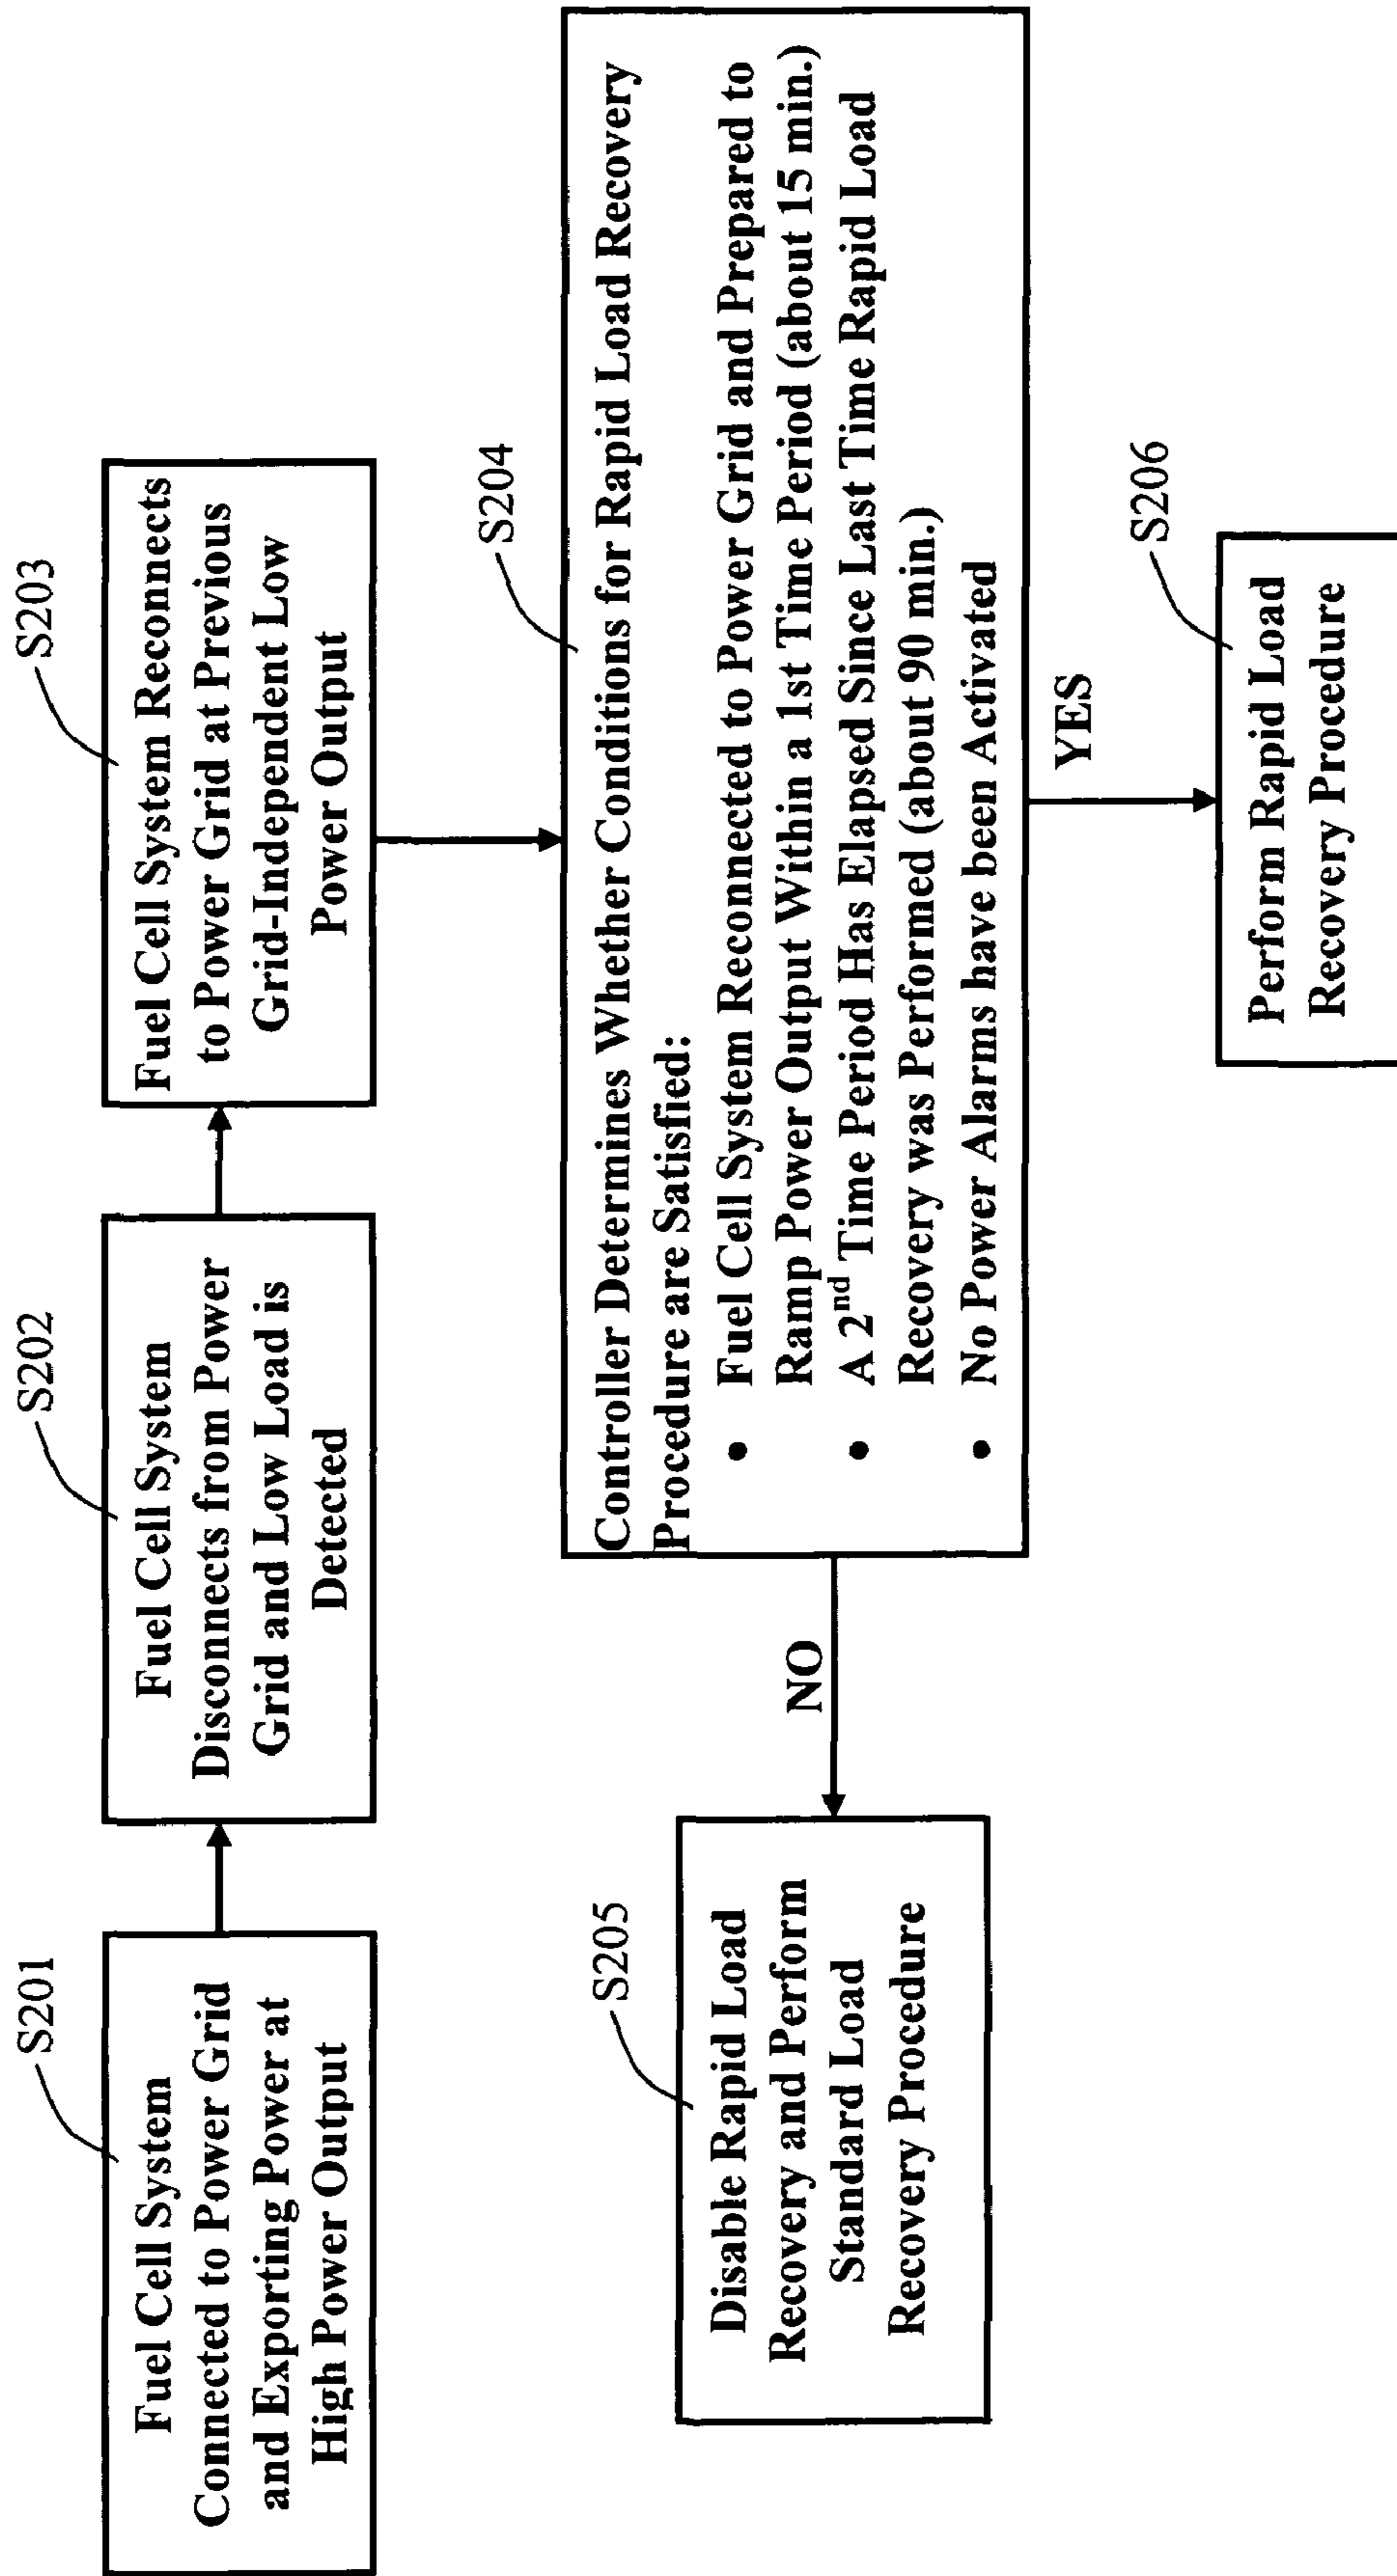 S201
Fuel Cell System
Connected to Power Grid
and Exporting Power at
High Power Output
S202
Fuel Cell System
Disconnects from Power
Grid and Low Load is
Detected
S203
Fuel Cell System Reconnects
to Power Grid at Previous
Grid-Independent Low
Power Output
S204
Controller Determines Whether Conditions for Rapid Load Recovery
Procedure are Satisfied:
• Fuel Cell System Reconnected to Power Grid and Prepared to
Ramp Power Output Within a 1st Time Period (about 15 min.)
• A 2nd Time Period Has Elapsed Since Last Time Rapid Load
Recovery was Performed (about 90 min.)
• No Power Alarms have been Activated
NO
YES
S205
Disable Rapid Load
Recovery and Perform
Standard Load
Recovery Procedure
S206
Perform Rapid Load
Recovery Procedure